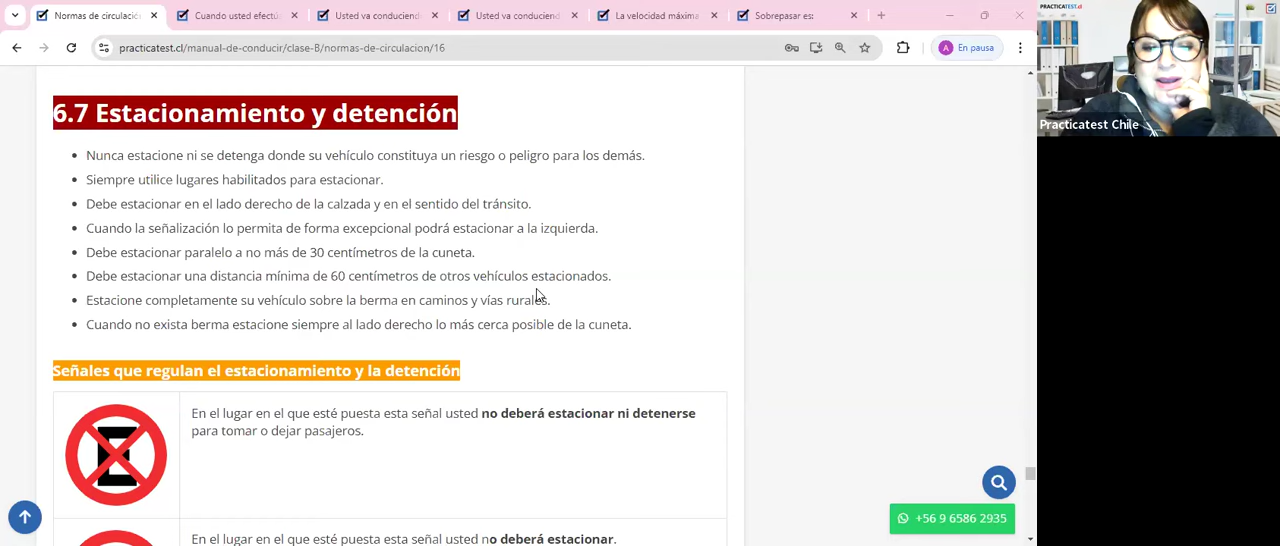 Normas de circulació
Cuando usted efectú
Usted va conduciend
Usted va conduciend
La velocidad máxima
Sobrepasar es:
practicatest.cl/manual-de-conducir/clase-B/normas-de-circulacion/16
A En pausa
PRACTICATEST.cl
Practicatest Chile
6.7 Estacionamiento y detención
Nunca estacione ni se detenga donde su vehículo constituya un riesgo o peligro para los demás.
Siempre utilice lugares habilitados para estacionar.
Debe estacionar en el lado derecho de la calzada y en el sentido del tránsito.
Cuando la señalización lo permita de forma excepcional podrá estacionar a la izquierda.
Debe estacionar paralelo a no más de 30 centímetros de la cuneta.
Debe estacionar una distancia mínima de 60 centímetros de otros vehículos estacionados.
Estacione completamente su vehículo sobre la berma en caminos y vías rurales.
Cuando no exista berma estacione siempre al lado derecho lo más cerca posible de la cuneta.
Señales que regulan el estacionamiento y la detención
E
En el lugar en el que esté puesta esta señal usted no deberá estacionar ni detenerse
para tomar o dejar pasajeros.
En el lugar en el que esté puesta esta señal usted no deberá estacionar.
+56 9 6586 2935